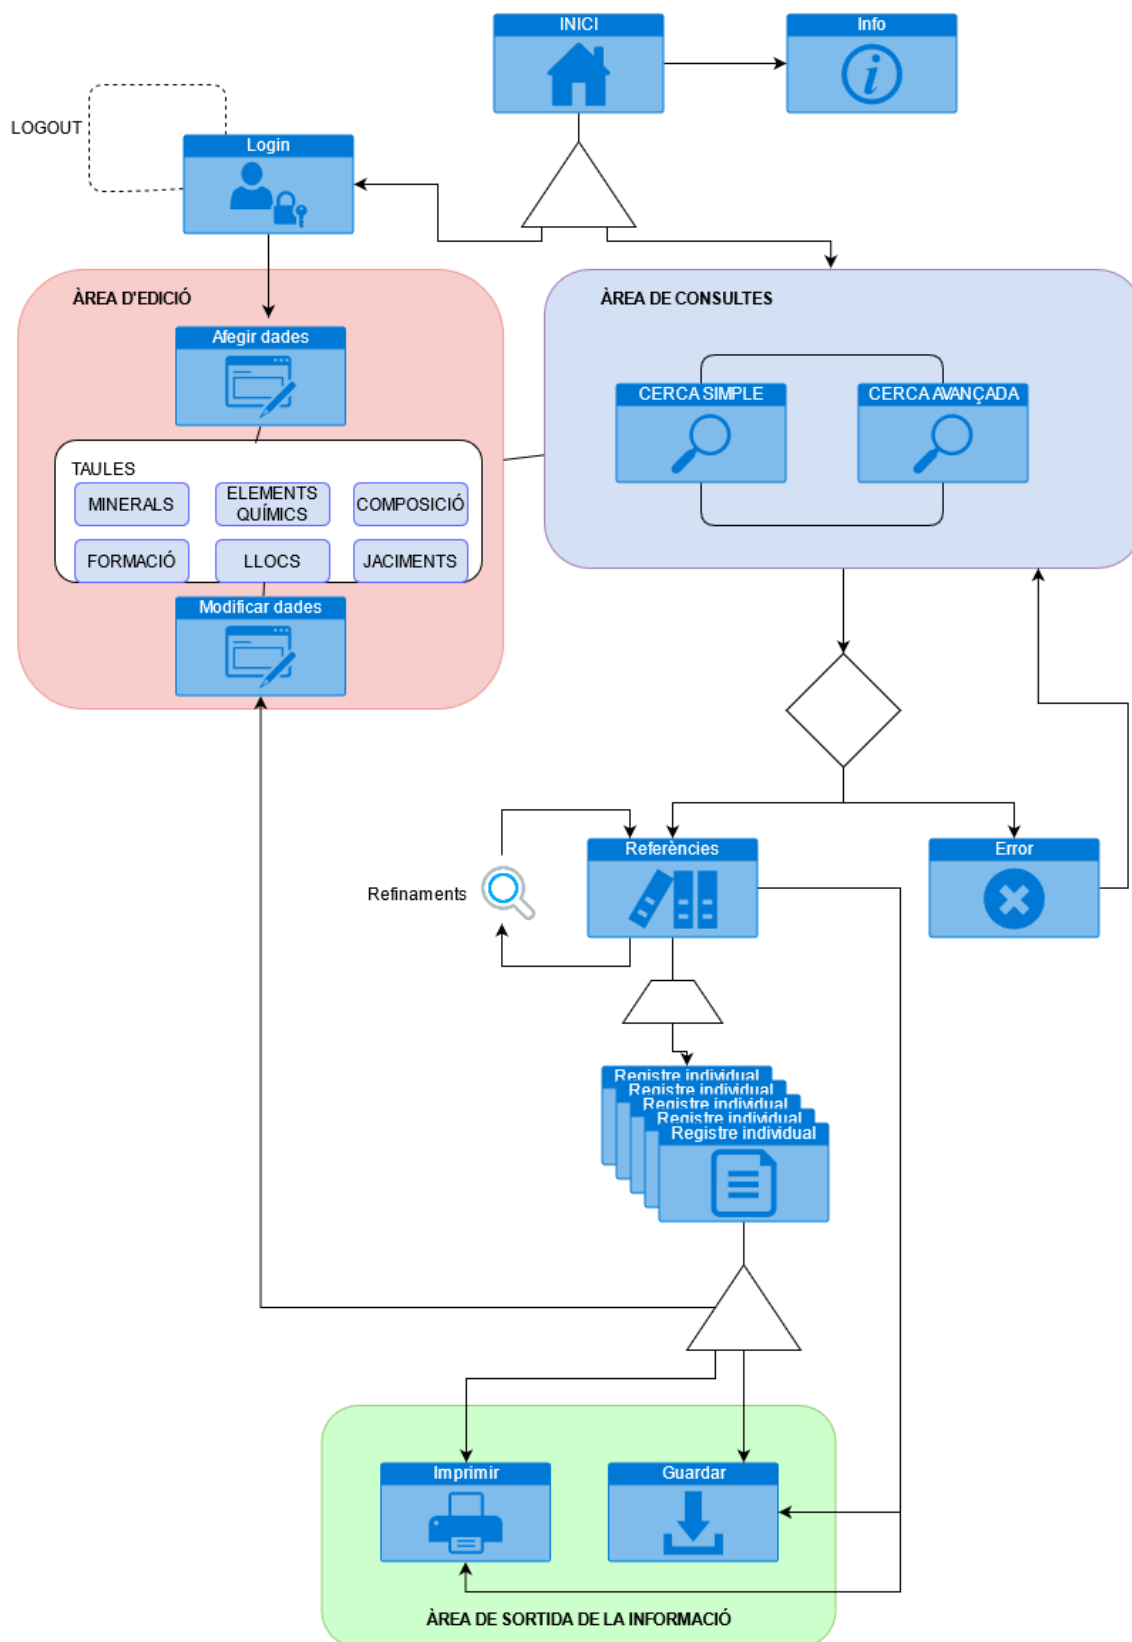 INICI
Info
LOGOUT
Login
ÀREA D'EDICIÓ
ÀREA DE CONSULTES
Afegir dades
CERCA SIMPLE
CERCA AVANÇADA
TAULES
MINERALS
ELEMENTS
QUÍMICS
COMPOSICIÓ
FORMACIÓ
LLOCS
JACIMENTS
Modificar dades
Referències
Error
Refinaments
Registre individual
Registre individual
Registre individual
Registre individual
Registre individual
Imprimir
Guardar
ÀREA DE SORTIDA DE LA INFORMACIÓ